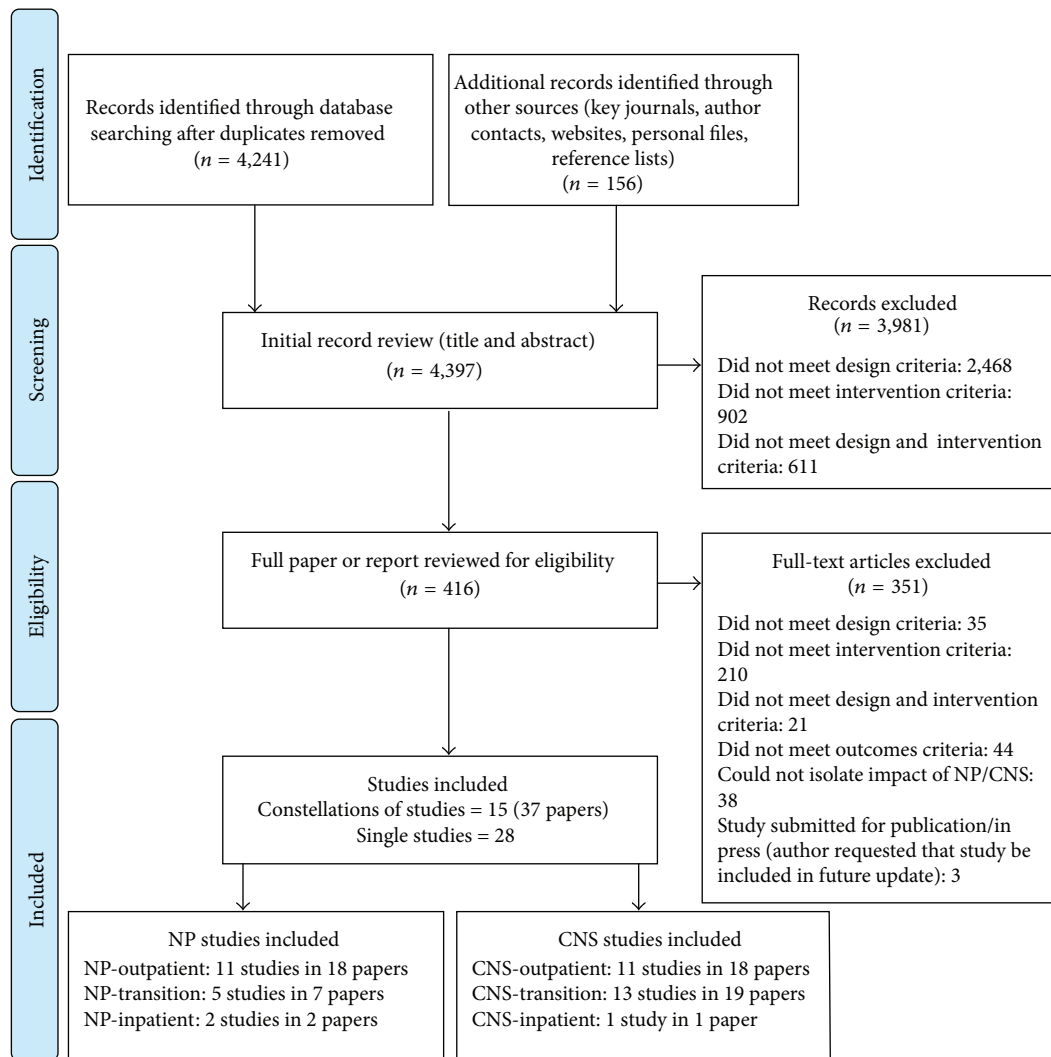 Identification
Records identified through database
searching after duplicates removed
(n = 4,241)
Additional records identified through
other sources (key journals, author
contacts, websites, personal files,
reference lists)
(n = 156)
Screening
Initial record review (title and abstract)
(n = 4,397)
Records excluded
(n = 3,981)
Did not meet design criteria: 2,468
Did not meet intervention criteria:
902
Did not meet design and intervention
criteria: 611
Eligibility
Full paper or report reviewed for eligibility
(n = 416)
Full-text articles excluded
(n = 351)
Did not meet design criteria: 35
Did not meet intervention criteria:
210
Did not meet design and intervention
criteria: 21
Did not meet outcomes criteria: 44
Could not isolate impact of NP/CNS:
38
Study submitted for publication/in
press (author requested that study be
included in future update): 3
Included
Studies included
Constellations of studies = 15 (37 papers)
Single studies = 28
NP studies included
NP-outpatient: 11 studies in 18 papers
NP-transition: 5 studies in 7 papers
NP-inpatient: 2 studies in 2 papers
CNS studies included
CNS-outpatient: 11 studies in 18 papers
CNS-transition: 13 studies in 19 papers
CNS-inpatient: 1 study in 1 paper